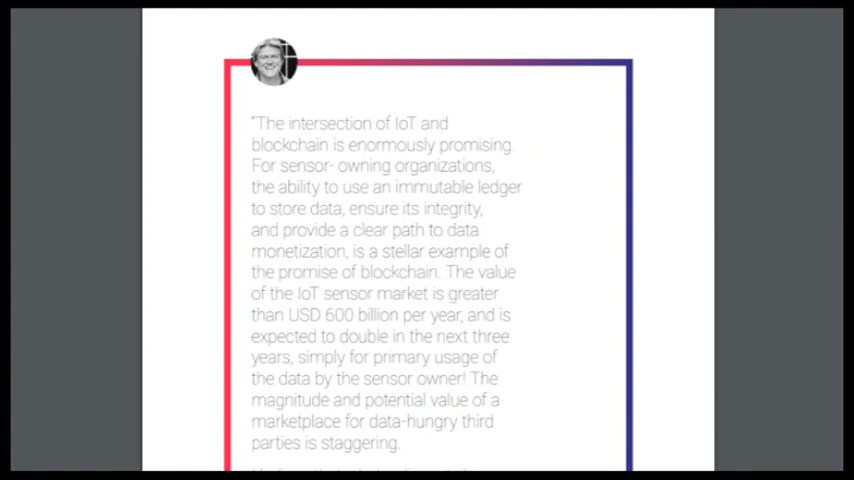 "The intersection of IoT and
blockchain is enormously promising.
For sensor- owning organizations,
the ability to use an immutable ledger
to store data, ensure its integrity,
and provide a clear path to data
monetization, is a stellar example of
the promise of blockchain. The value
of the IoT sensor market is greater
than USD 600 billion per year, and is
expected to double in the next three
years, simply for primary usage of
the data by the sensor owner! The
magnitude and potential value of a
marketplace for data-hungry third
parties is staggering.